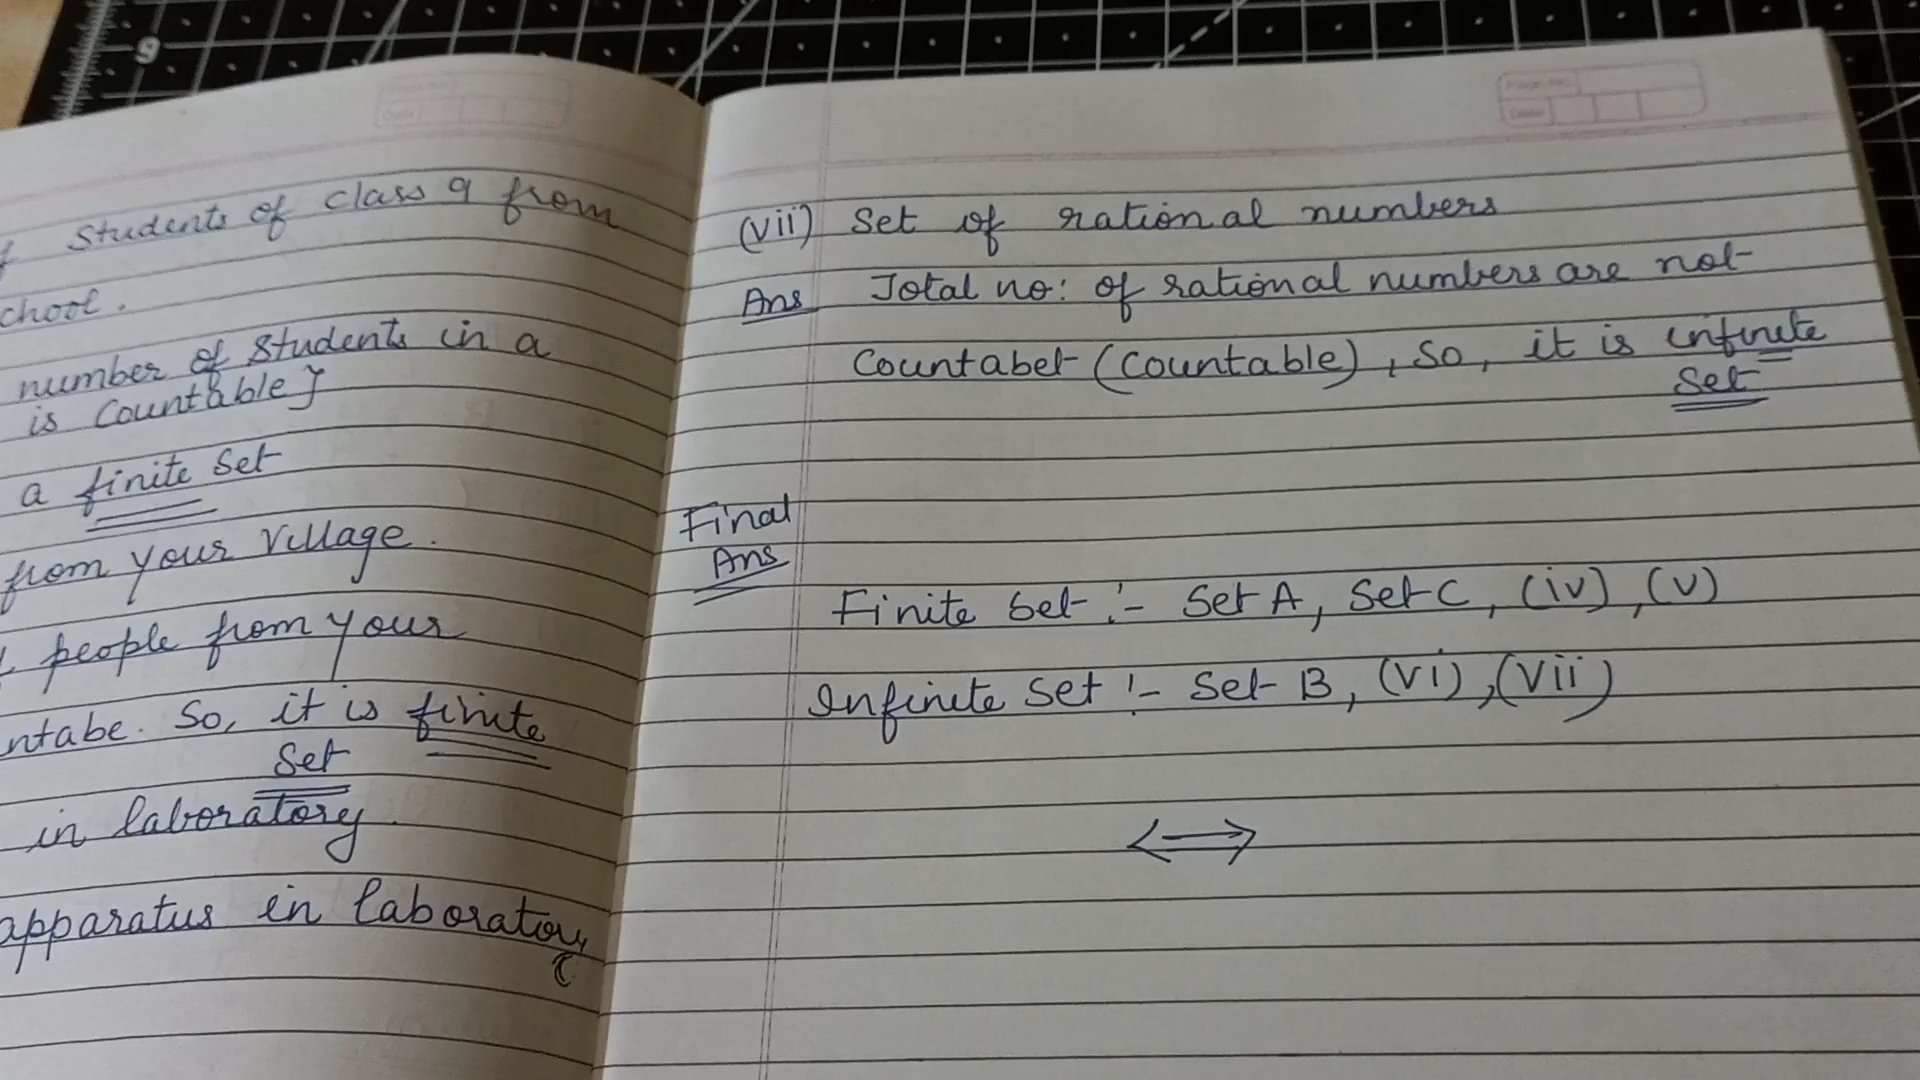 9
Students of class 9 from
chool.
number of Students in a
is Countable}
a finite Set
from your village.
people from your
ntabe. So, it is finite
Set
in laboratory.
apparatus in laboratory
(vii) Set of rational numbers
Ans Total no: of rational numbers are not
Countabel (Countable), So, it is infinite
Set
Final
Ans
Finite Set :- Set A, Set C, (iv), (v)
Infinite Set :- Set B, (vi), (vii)